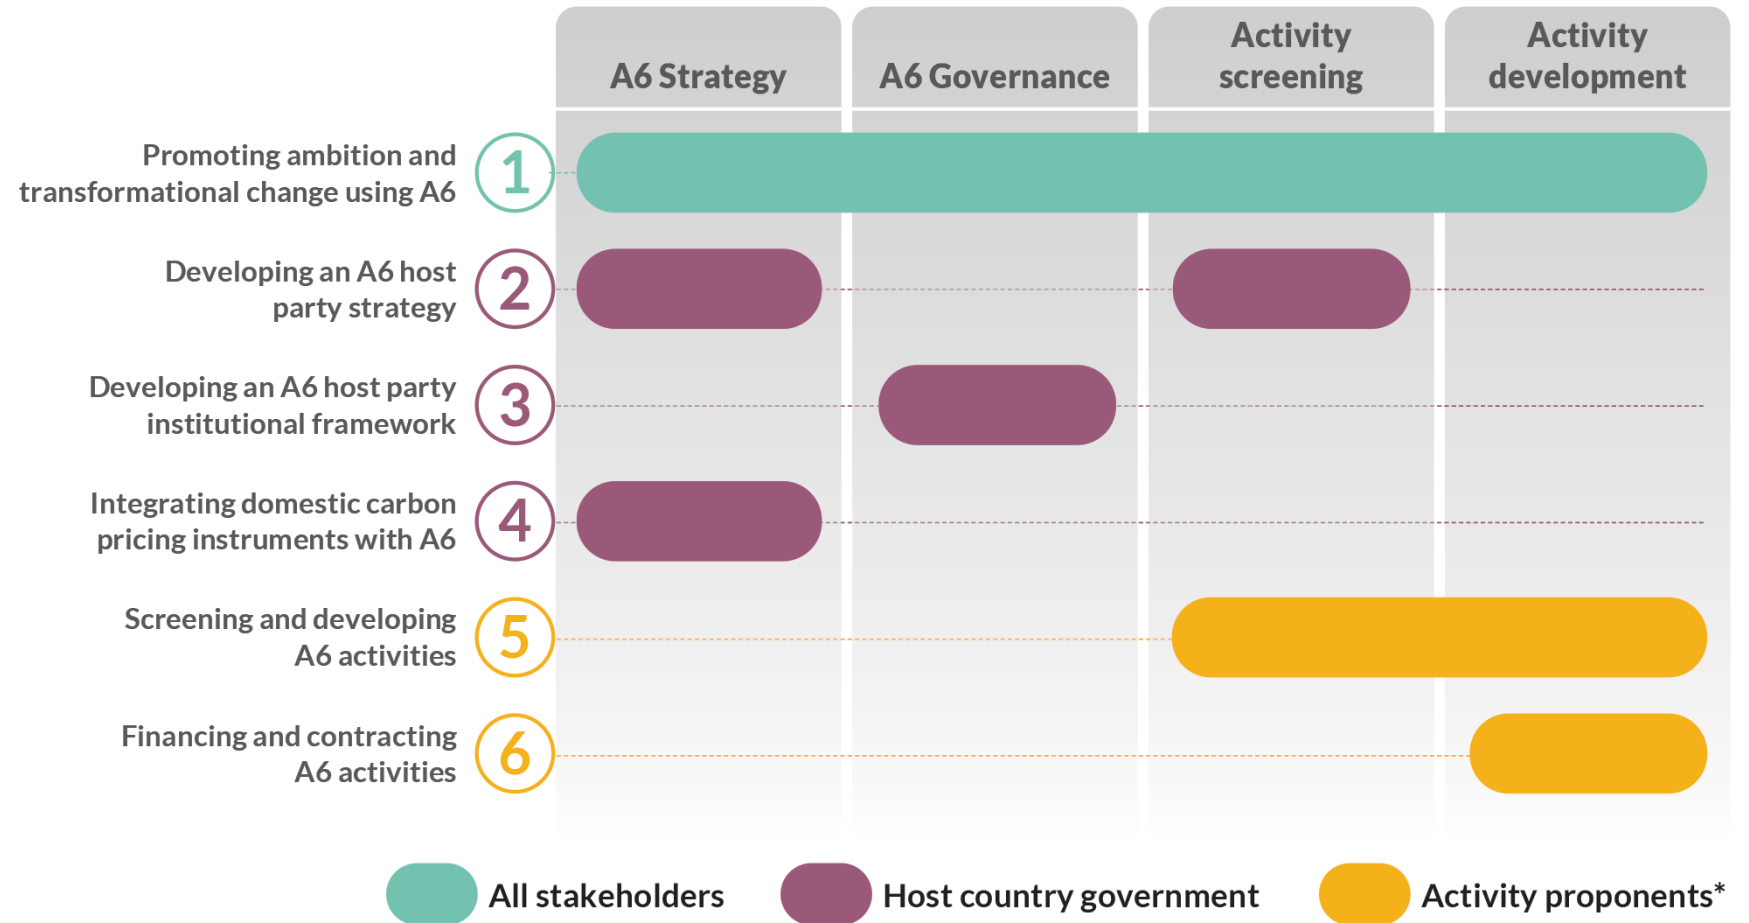 A6 Strategy
A6 Governance
Activity
screening
Activity
development
Promoting ambition and
transformational change using A6
1
Developing an A6 host
party strategy
2
Developing an A6 host party
institutional framework
3
Integrating domestic carbon
pricing instruments with A6
4
Screening and developing
A6 activities
5
Financing and contracting
A6 activities
6
All stakeholders
Host country government
Activity proponents*